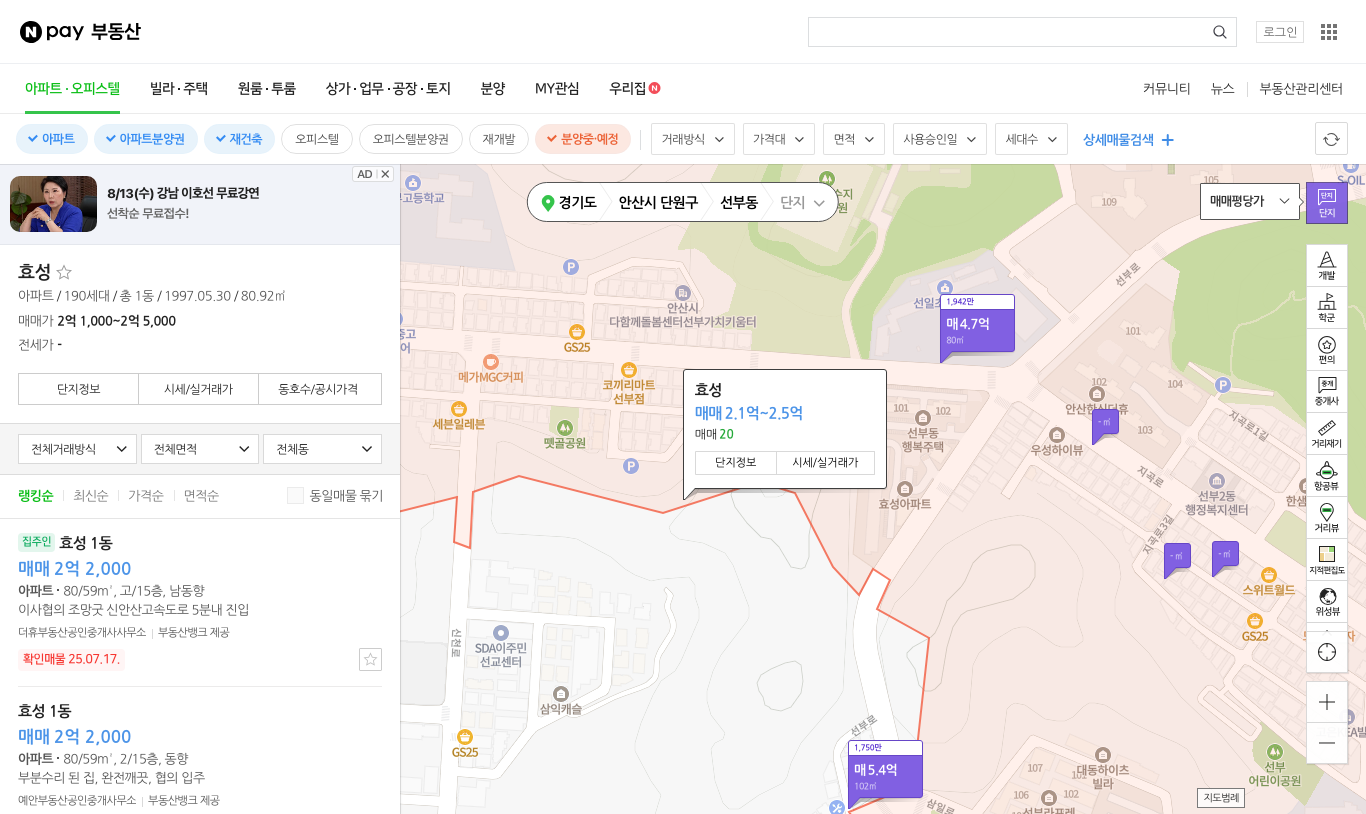 N pay 부동산
로그인
아파트·오피스텔
빌라·주택
원룸·투룸
상가·업무·공장·토지
분양
MY관심
우리집 N
커뮤니티
뉴스
부동산관리센터
아파트
아파트분양권
재건축
오피스텔
오피스텔분양권
재개발
분양중·예정
거래방식
가격대
면적
사용승인일
세대수
상세매물검색
8/13(수) 강남 이호선 무료강연
선착순 무료접수!
AD
효성
아파트 / 190세대 / 총 1동 / 1997.05.30 / 80.92㎡
매매가 2억 1,000~2억 5,000
전세가 -
단지정보
시세/실거래가
동호수/공시가격
전체거래방식
전체면적
전체동
랭킹순
최신순
가격순
면적순
동일매물 묶기
집주인 효성 1동
매매 2억 2,000
아파트 · 80/59㎡, 고/15층, 남동향
이사협의 조망굿 신안산고속도로 5분내 진입
더휴부동산공인중개사사무소 | 부동산뱅크 제공
확인매물 25.07.17.
효성 1동
매매 2억 2,000
아파트 · 80/59㎡, 2/15층, 동향
부분수리 된 집, 완전깨끗, 협의 입주
예안부동산공인중개사사무소 | 부동산뱅크 제공
경기도
안산시 단원구
선부동
단지
매매평당가
단지
단지
개발
학군
편의
중개
중개사
거리재기
항공뷰
거리뷰
지적편집도
위성뷰
지도범례
고등학교
수지
원
109
105
S-OIL
선부로
101
P
안산시
다함께돌봄센터선부가치키움터
선일초
1,942만
매 4.7억
80㎡
중고
어
GS25
메가MGC커피
코끼리마트
선부점
세븐일레븐
뗏골공원
P
효성
매매 2.1억~2.5억
매매 20
단지정보
시세/실거래가
101
102
선부동
행복주택
102
104
P
안산한신더휴
103
- ㎡
우성하이뷰
지곡로1길
지곡로
효성아파트
선부2동
행정복지센터
한샘
지곡로3길
- ㎡
- ㎡
스위트월드
GS25
자
선천로
SDA이주민
선교센터
삼익캐슬
GS25
선부로
1,750만
매 5.4억
102㎡
삼일로
107
106
102
대동하이츠
빌라
선부라프레
선부
어린이공원